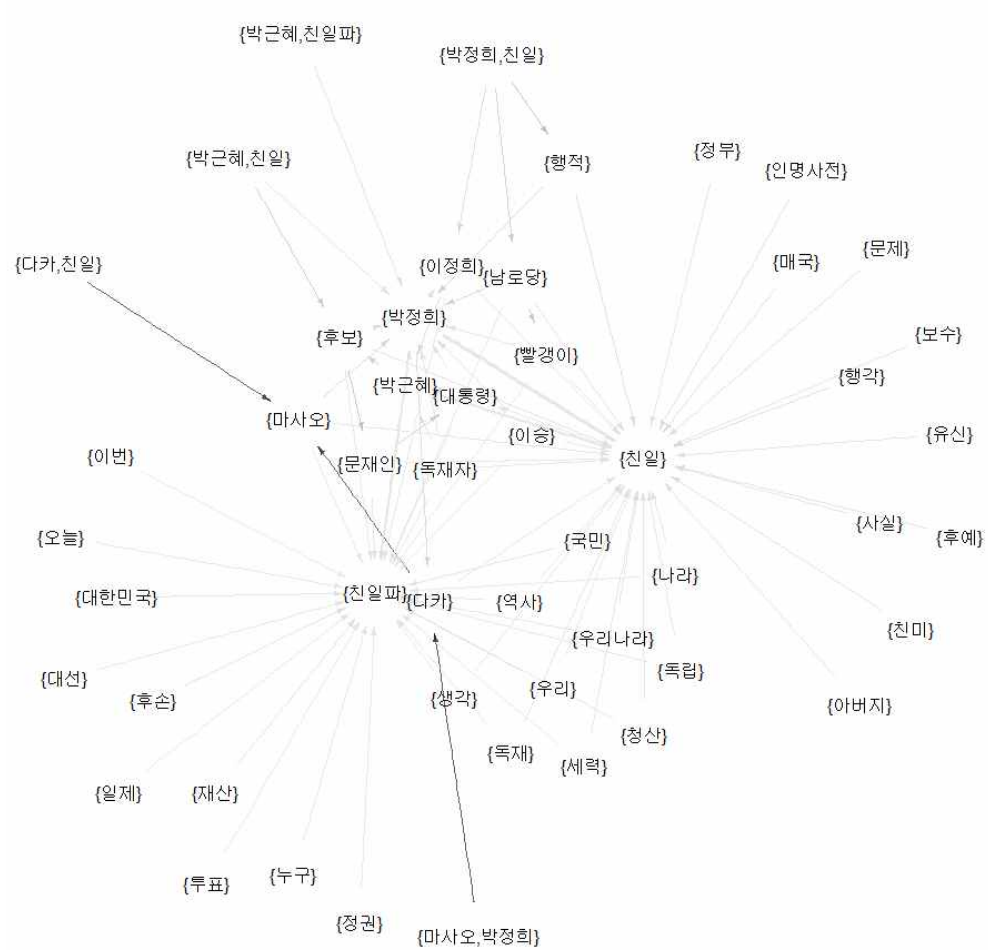 {박근혜,친일파}
{박정희,친일}
{정부}
{박근혜,친일}
{행적}
{인명사전}
{문제}
{다카,친일}
{이정희}
{남로당}
{매국}
{박정희}
{후보}
{빨갱이}
{보수}
{박근혜}
{대통령}
{행각}
{마사오}
{이승}
{유신}
{이번}
{문재인}
{독재자}
{친일}
{사실}
{후예}
{오늘}
{국민}
{나라}
{대한민국}
{친일파}
{다카}
{역사}
{우리나라}
{친미}
{대선}
{독립}
{후손}
{생각}
{우리}
{아버지}
{청산}
{독재}
{세력}
{일제}
{재산}
{투표}
{누구}
{정권}
{마사오,박정희}